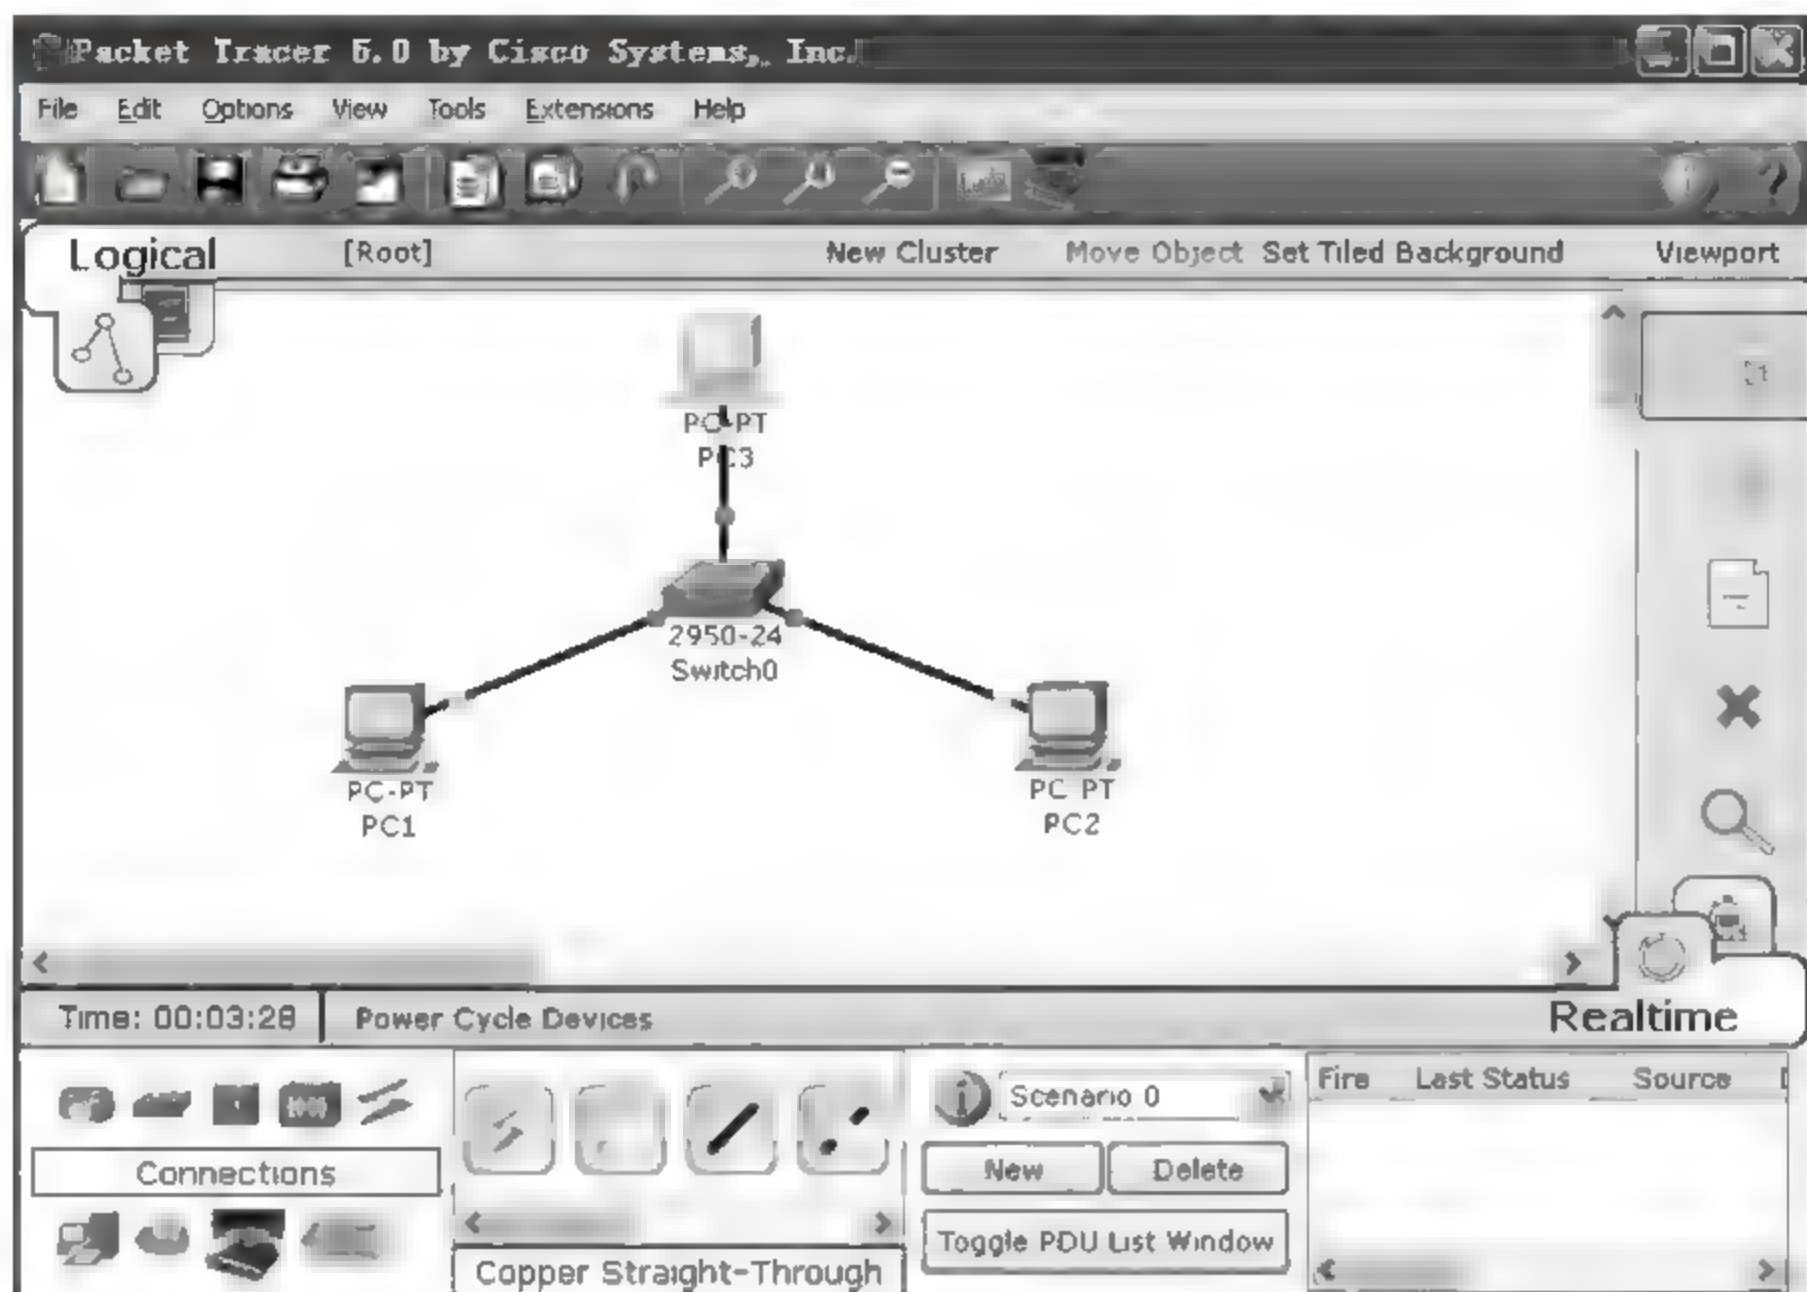 Packet Tracer 5.0 by Cisco Systems, Inc.
File Edit Options View Tools Extensions Help
Logical [Root] New Cluster Move Object Set Tiled Background Viewport
PC-PT
PC3
2950-24
Switch0
PC-PT
PC1
PC PT
PC2
Time: 00:03:28 Power Cycle Devices Realtime
Fire Last Status Source
Scenario 0
Connections
New Delete
Toggle PDU List Window
Copper Straight-Through